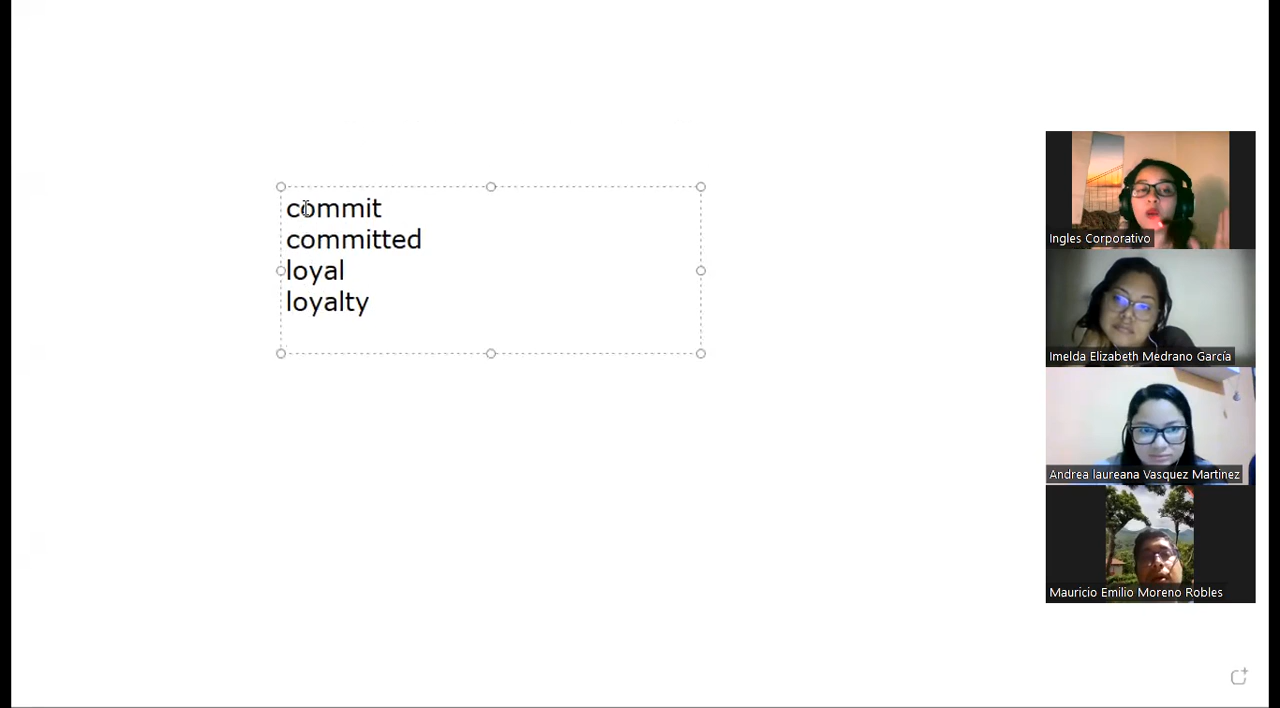 commit
committed
loyal
loyalty
Ingles Corporativo
Imelda Elizabeth Medrano García
Andrea laureana Vasquez Martinez
Mauricio Emilio Moreno Robles